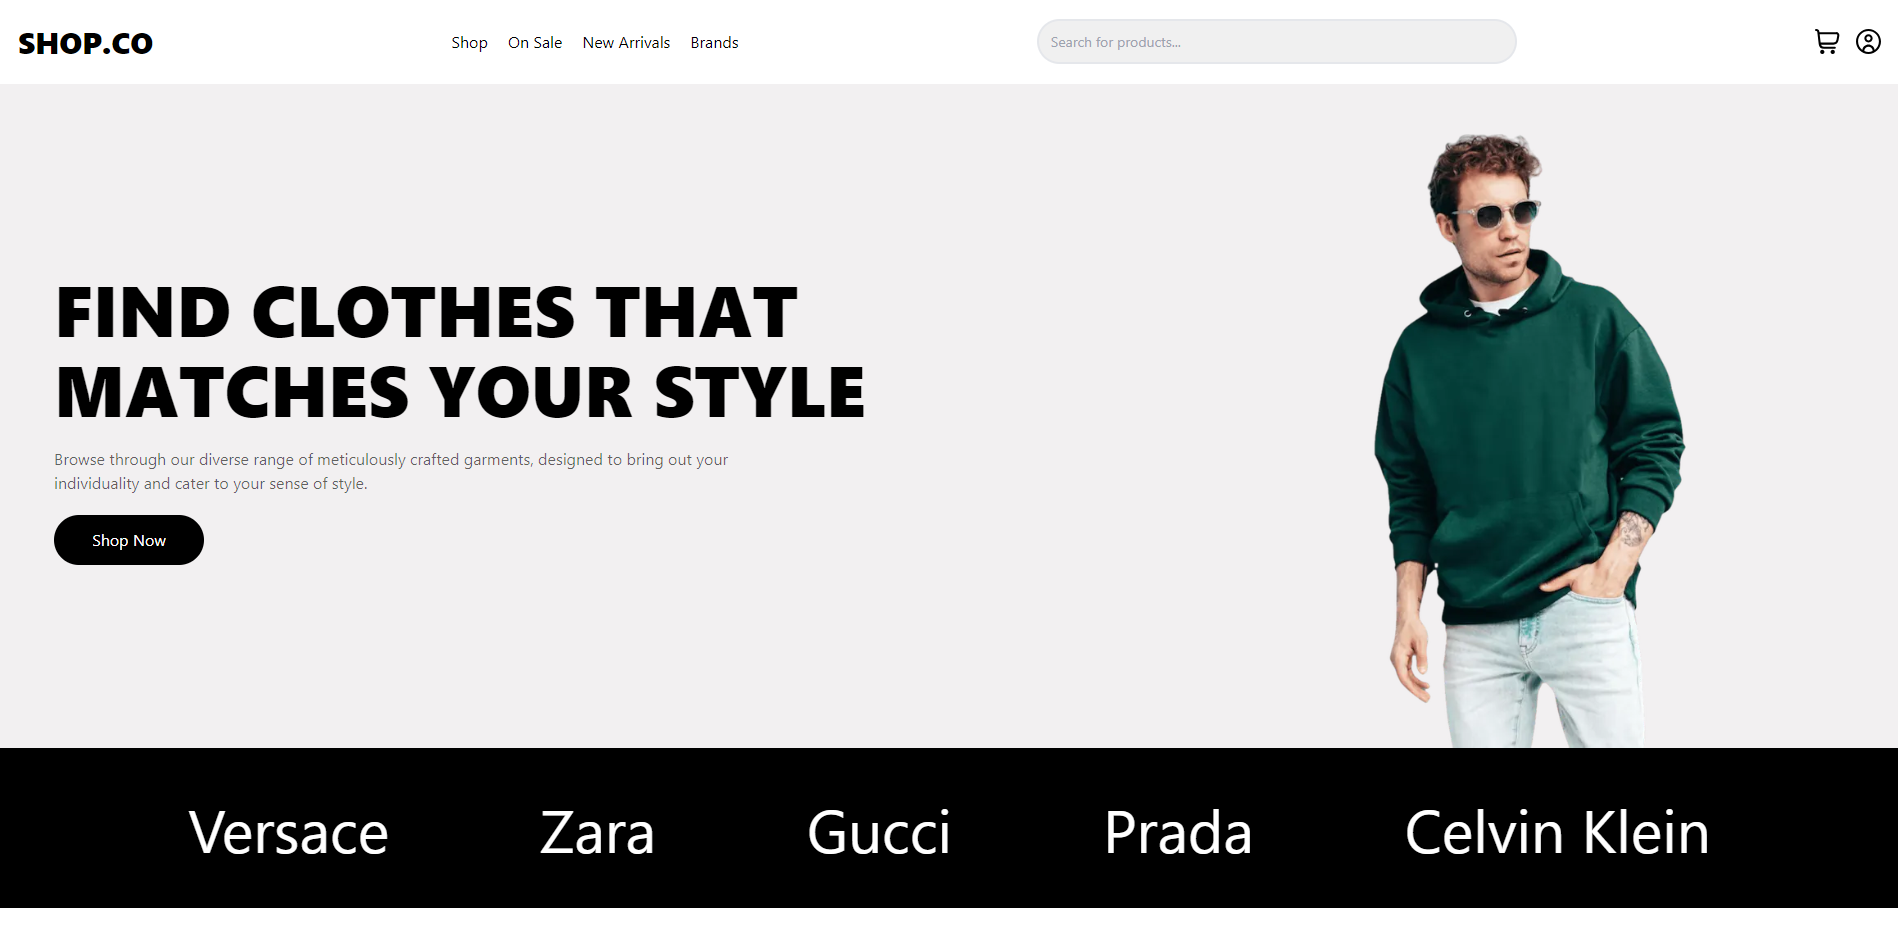 SHOP.CO
Shop On Sale New Arrivals Brands
Search for products...
FIND CLOTHES THAT
MATCHES YOUR STYLE
Browse through our diverse range of meticulously crafted garments, designed to bring out your
individuality and cater to your sense of style.
Shop Now
Versace Zara Gucci Prada Celvin Klein